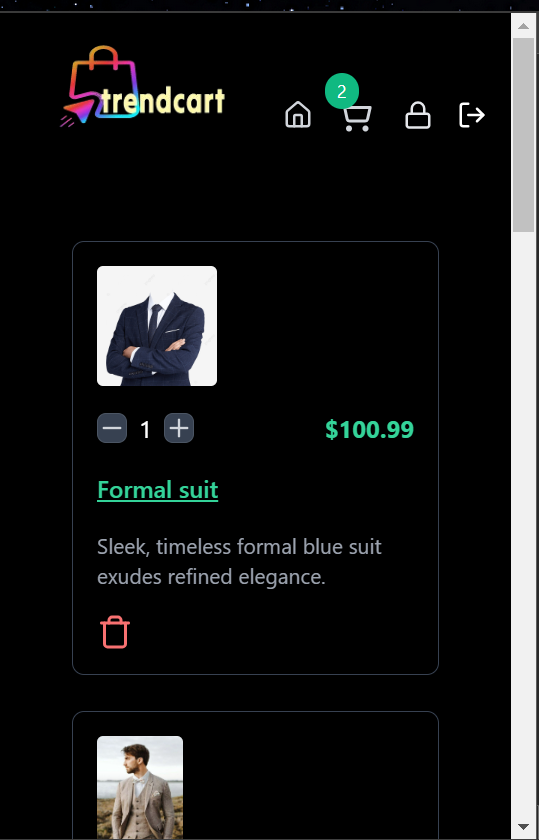 trendcart
2
1
$100.99
Formal suit
Sleek, timeless formal blue suit
exudes refined elegance.